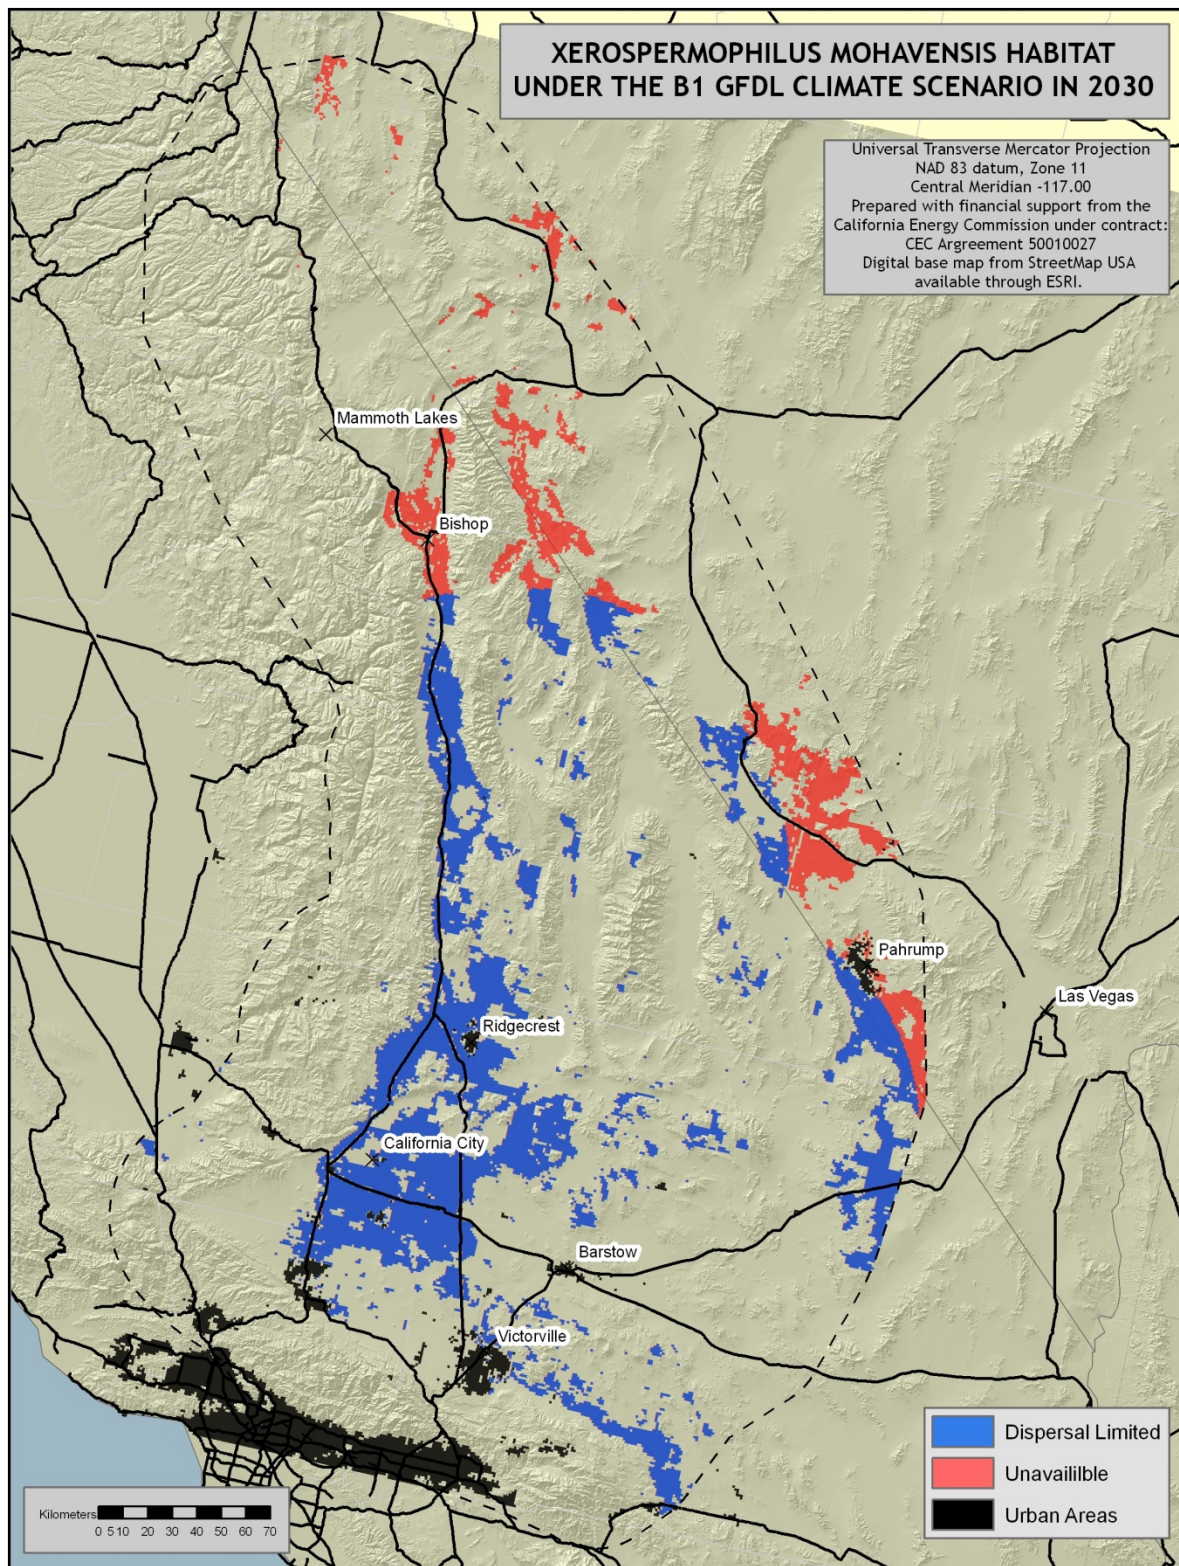 XEROSPERMOPHILUS MOHAVENSIS HABITAT
UNDER THE B1 GFDL CLIMATE SCENARIO IN 2030
Universal Transverse Mercator Projection
NAD 83 datum, Zone 11
Central Meridian -117.00
Prepared with financial support from the
California Energy Commission under contract:
CEC Argreement 50010027
Digital base map from StreetMap USA
available through ESRI.
Mammoth Lakes
Bishop
Pahrump
Las Vegas
Ridgecrest
California City
Barstow
Victorville
Dispersal Limited
Unavaililble
Urban Areas
Kilometers
0 5 10 20 30 40 50 60 70